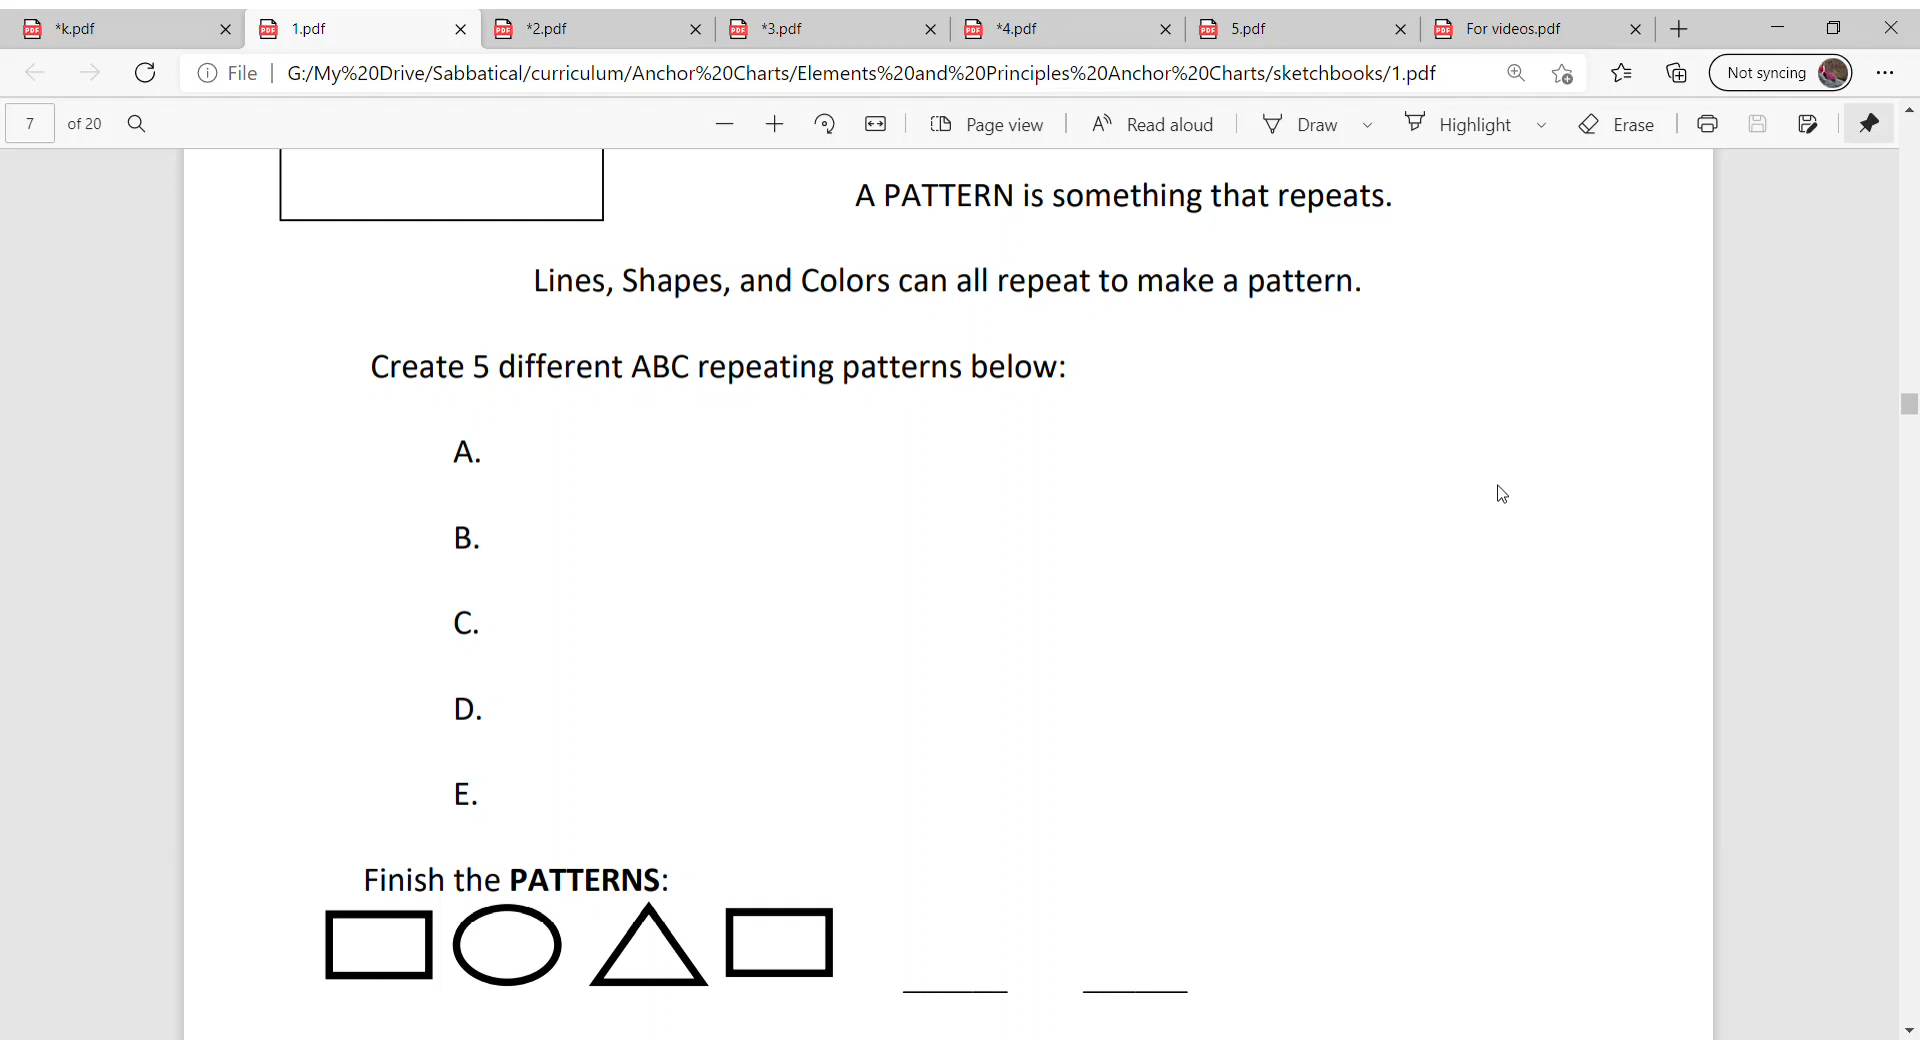 *k.pdf 1.pdf *2.pdf *3.pdf *4.pdf 5.pdf For videos.pdf
File G:/My%20Drive/Sabbatical/curriculum/Anchor%20Charts/Elements%20and%20Principles%20Anchor%20Charts/sketchbooks/1.pdf Not syncing
7 of 20 Page view Read aloud Draw Highlight Erase
A PATTERN is something that repeats.
Lines, Shapes, and Colors can all repeat to make a pattern.
Create 5 different ABC repeating patterns below:
A.
B.
C.
D.
E.
Finish the PATTERNS: